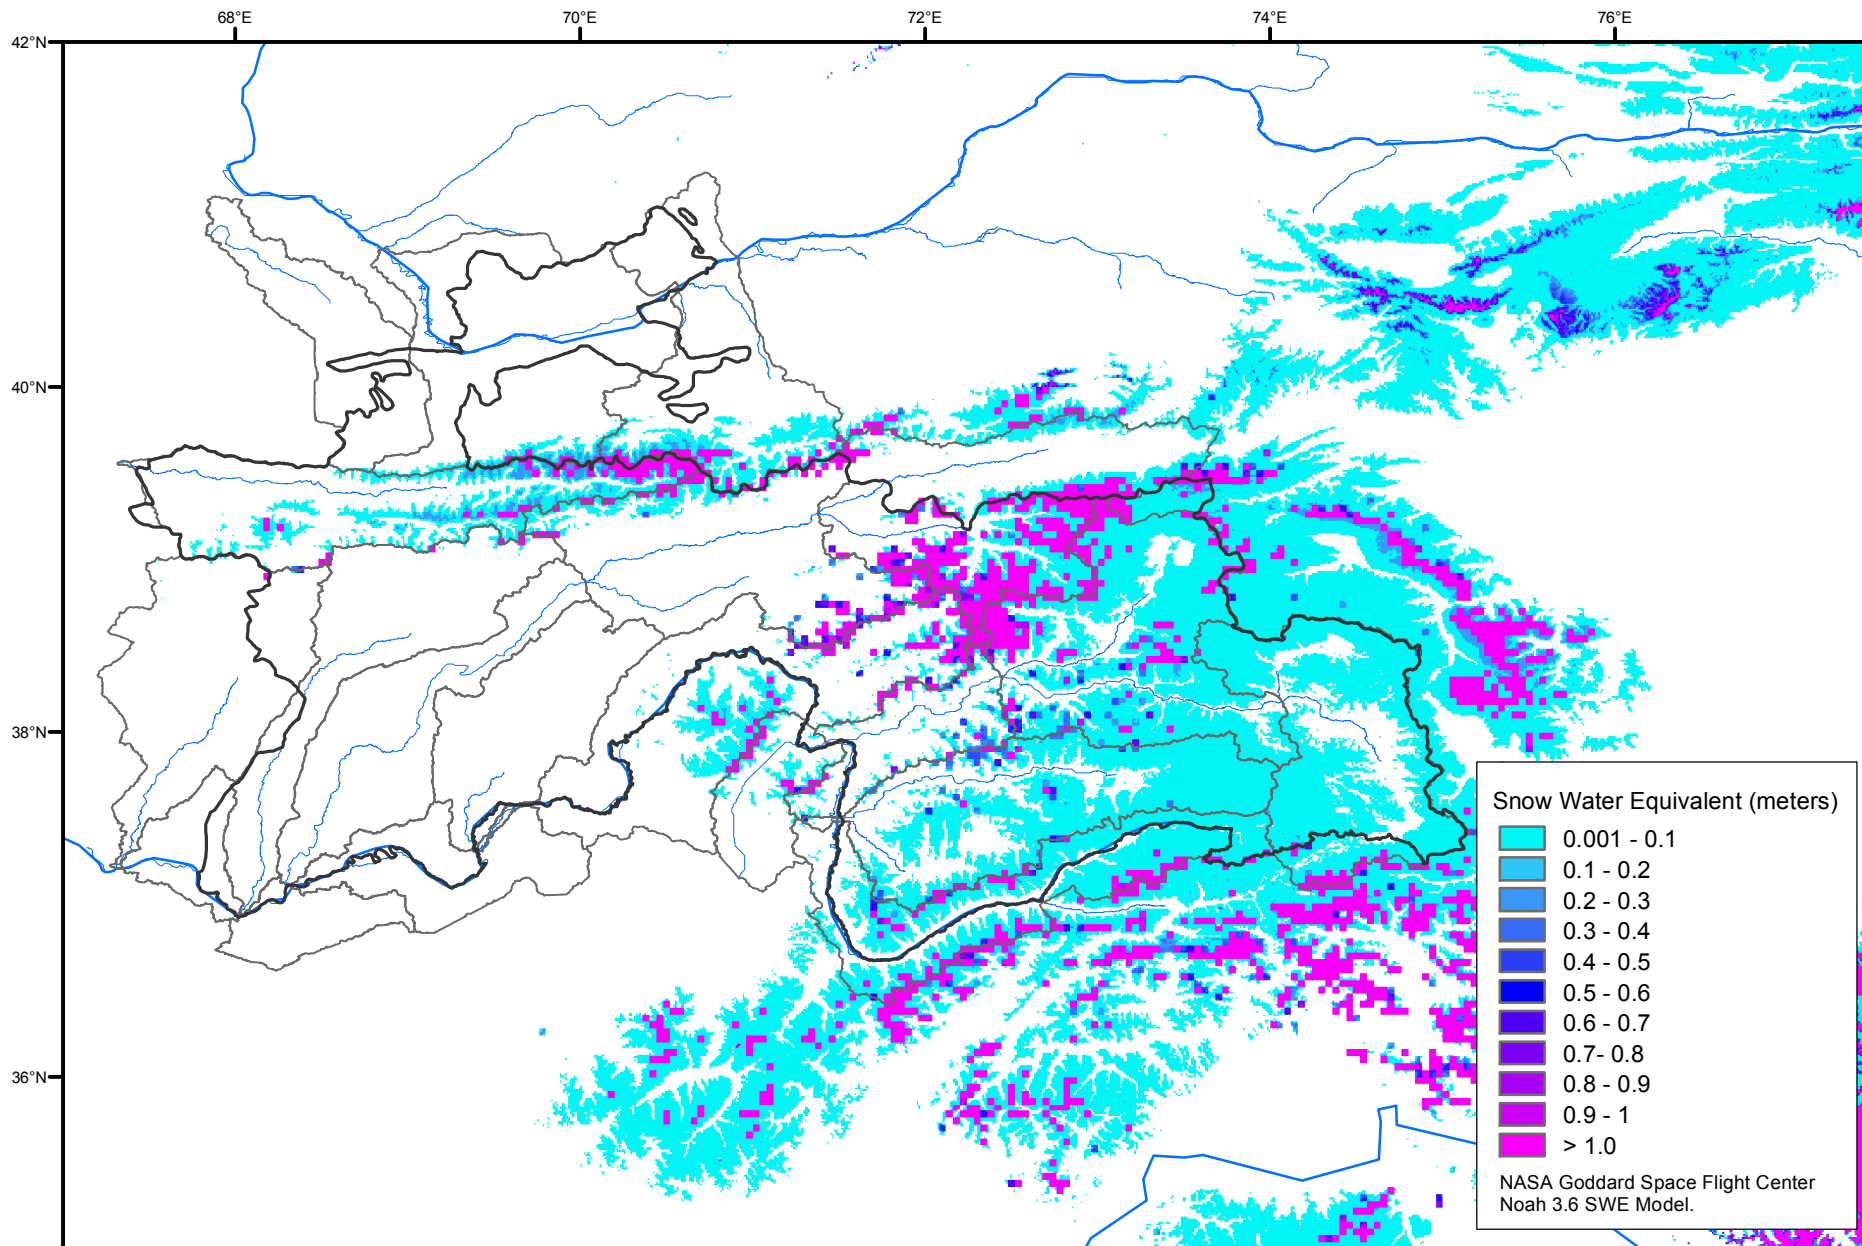 68°E
70°E
72°E
74°E
76°E
42°N
40°N
38°N
36°N
Snow Water Equivalent (meters)
0.001 - 0.1
0.1 - 0.2
0.2 - 0.3
0.3 - 0.4
0.4 - 0.5
0.5 - 0.6
0.6 - 0.7
0.7- 0.8
0.8 - 0.9
0.9 - 1
> 1.0
NASA Goddard Space Flight Center
Noah 3.6 SWE Model.